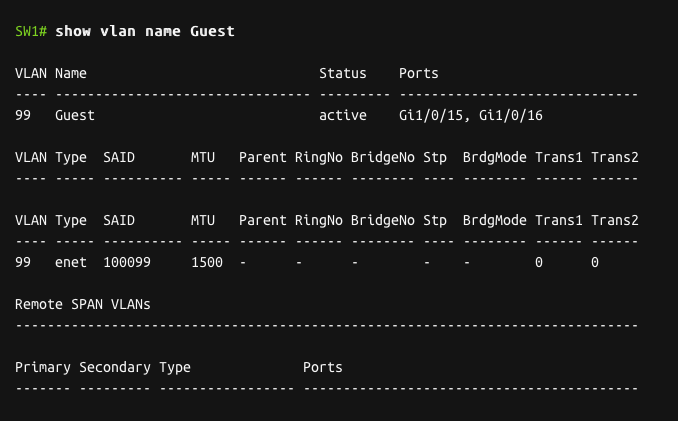 SW1# show vlan name Guest
VLAN Name                             Status    Ports
---- -------------------------------- --------- ------------------------------
99   Guest                            active    Gi1/0/15, Gi1/0/16
VLAN Type  SAID       MTU   Parent RingNo BridgeNo Stp  BrdgMode Trans1 Trans2
---- ----- ---------- ----- ------ ------ -------- ---- -------- ------ ------
VLAN Type  SAID       MTU   Parent RingNo BridgeNo Stp  BrdgMode Trans1 Trans2
---- ----- ---------- ----- ------ ------ -------- ---- -------- ------ ------
99   enet  100099     1500  -      -      -        -    -        0      0
Remote SPAN VLANs
------------------------------------------------------------------------------
Primary Secondary Type              Ports
------- --------- ----------------- ------------------------------------------